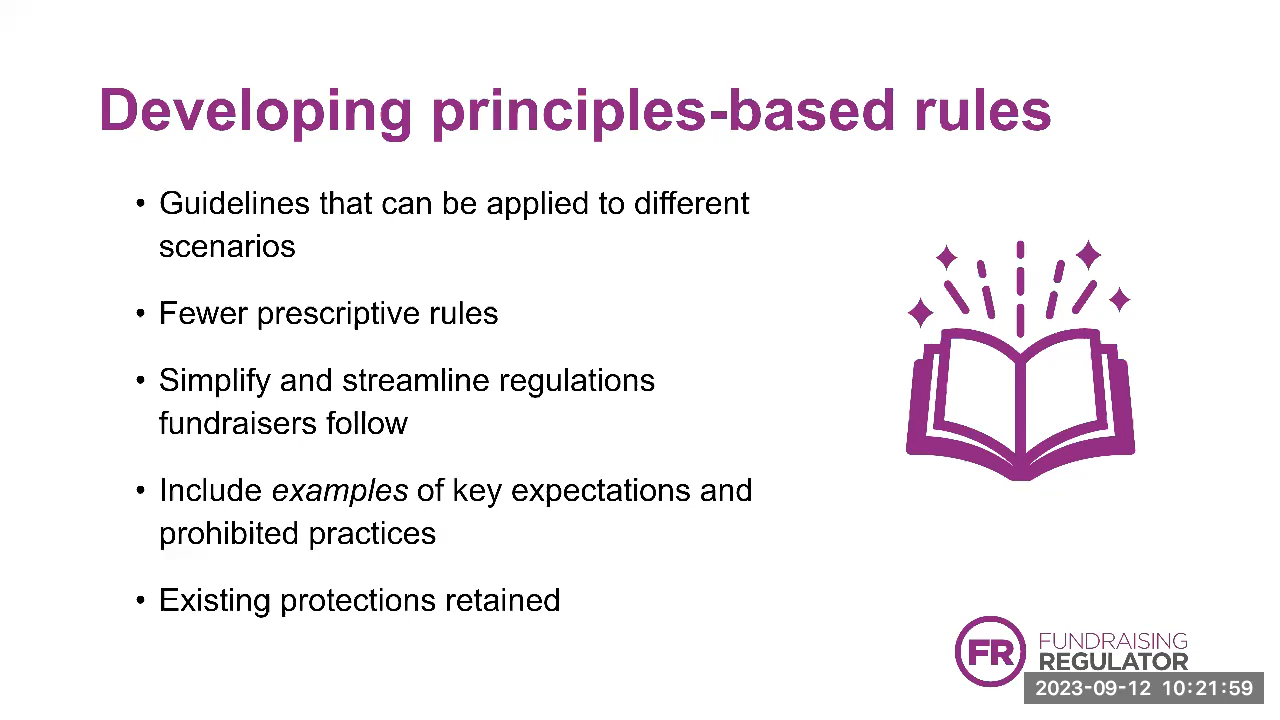 Developing principles-based rules
• Guidelines that can be applied to different
scenarios
• Fewer prescriptive rules
• Simplify and streamline regulations
fundraisers follow
• Include examples of key expectations and
prohibited practices
• Existing protections retained
FR
FUNDRAISING
REGULATOR
2023-09-12 10:21:59